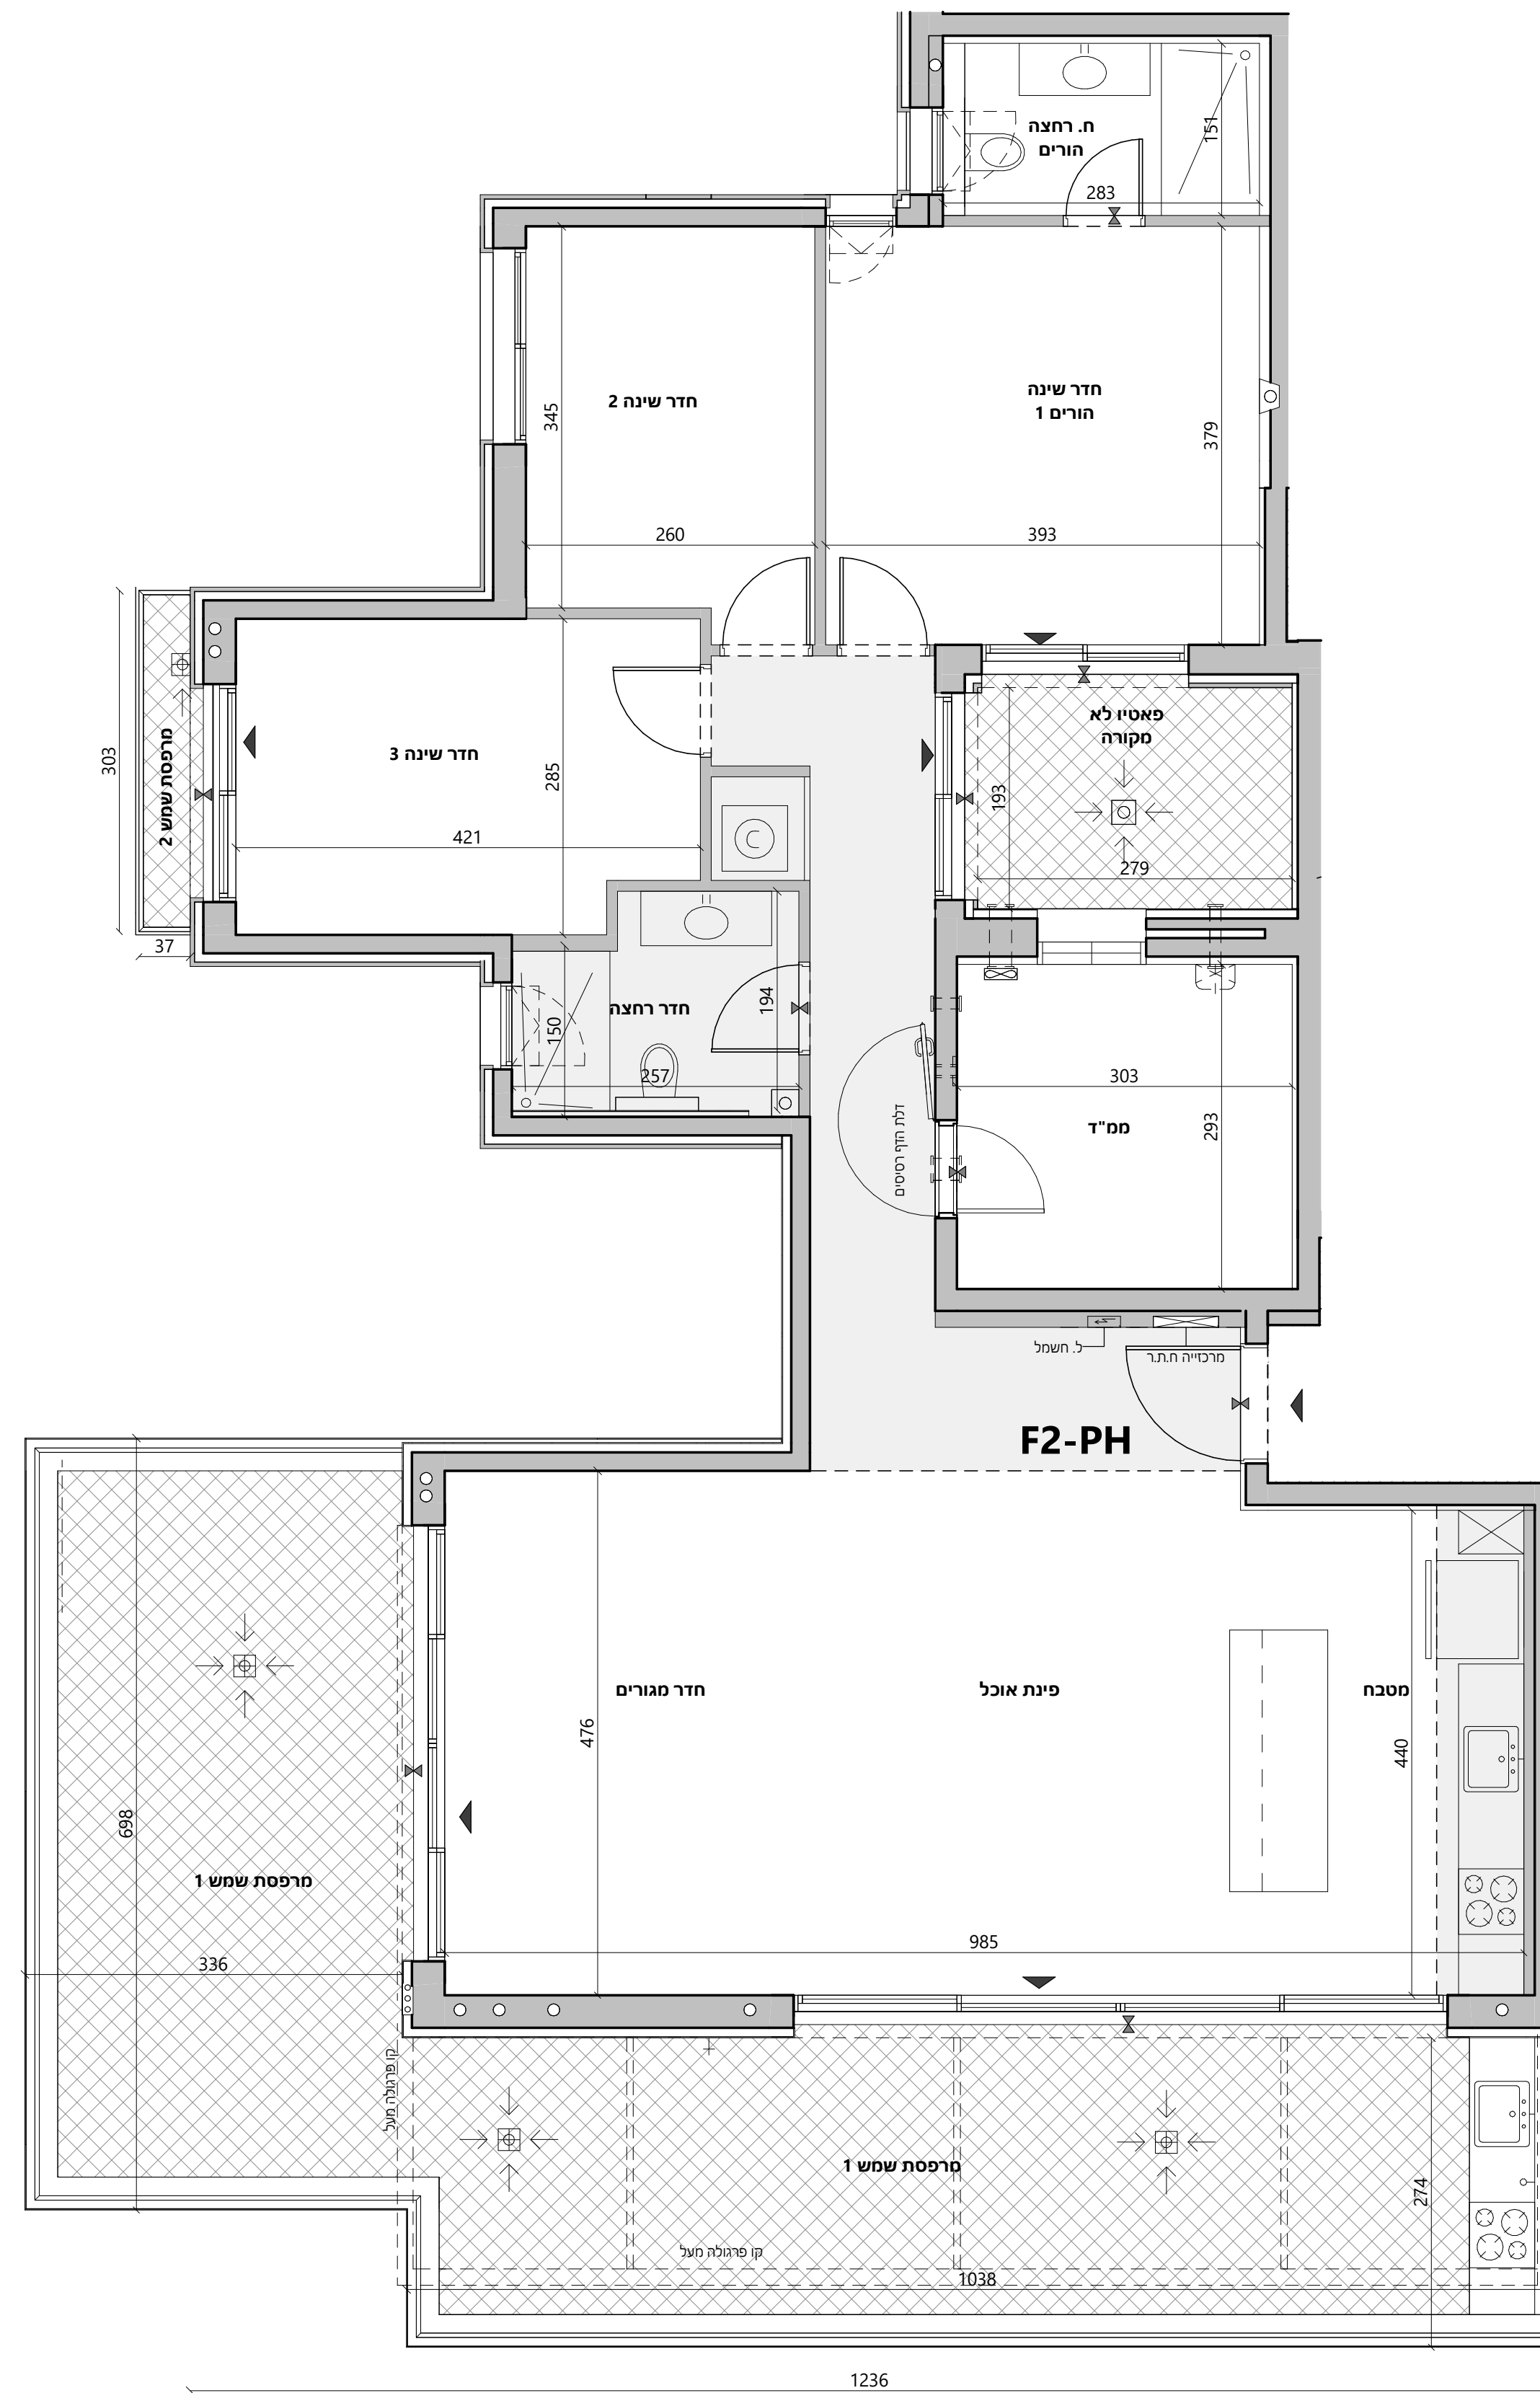 ח. רחצה
הורים
151
283
חדר שינה 2
345
260
חדר שינה
הורים 1
379
393
303
מרפסת שמש 2
37
חדר שינה 3
285
421
פאטיו לא
מקורה
193
279
חדר רחצה
150
194
257
דלת הדף רסיסים
303
ממ"ד
293
ל. חשמל
מרכזייה ח.ת.ר
F2-PH
חדר מגורים
פינת אוכל
מטבח
476
440
985
698
מרפסת שמש 1
336
קו פרגולה מעל
מרפסת שמש 1
274
קו פרגולה מעל
1038
1236